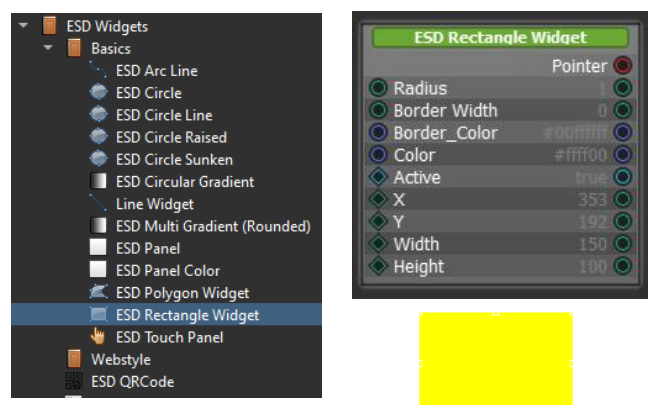 ESD Widgets
Basics
ESD Arc Line
ESD Circle
ESD Circle Line
ESD Circle Raised
ESD Circle Sunken
ESD Circular Gradient
Line Widget
ESD Multi Gradient (Rounded)
ESD Panel
ESD Panel Color
ESD Polygon Widget
ESD Rectangle Widget
ESD Touch Panel
Webstyle
ESD QRCode
ESD Rectangle Widget
Pointer
Radius 1
Border Width 0
Border_Color #00ffffff
Color #ffff00
Active true
X 353
Y 192
Width 150
Height 100